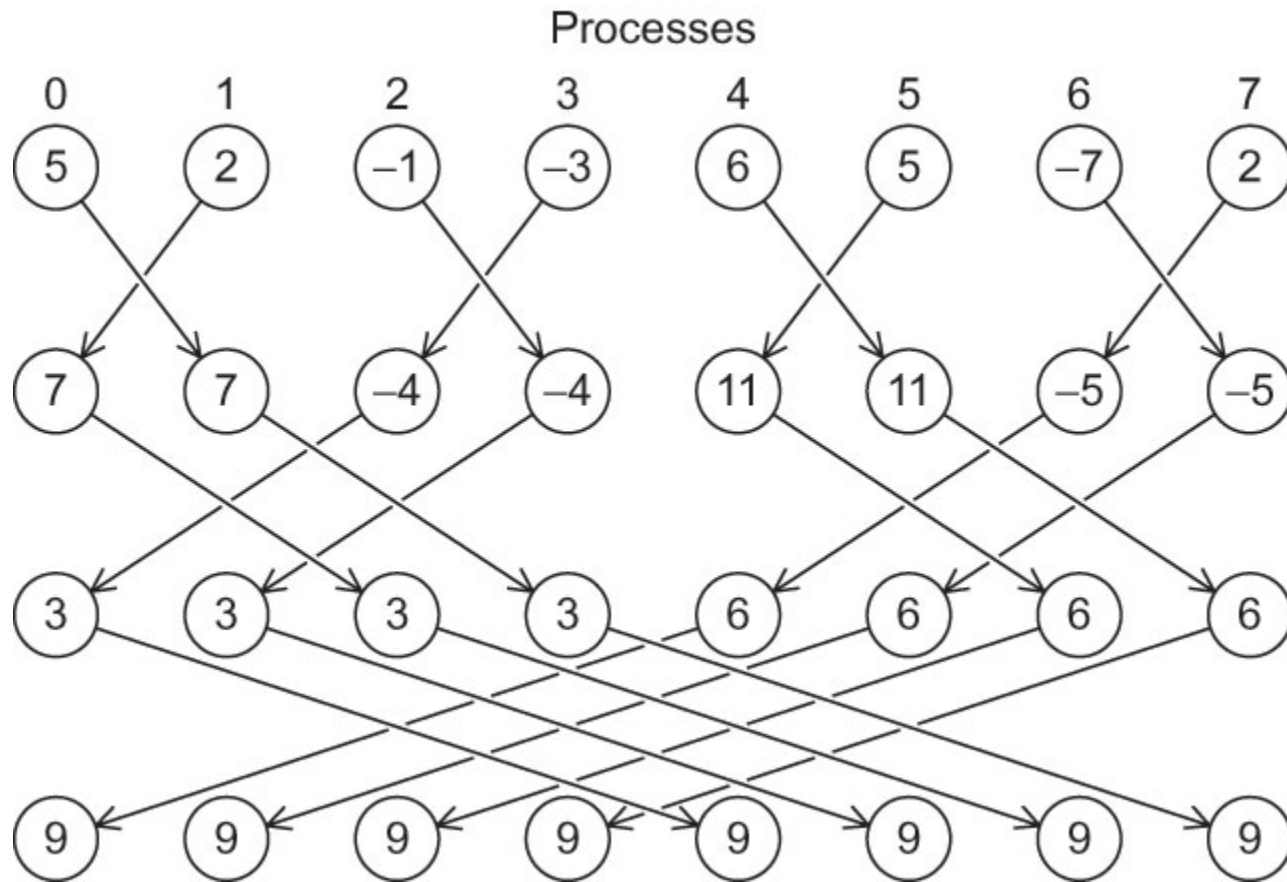 Processes
0 1 2 3 4 5 6 7
5 2 –1 –3 6 5 –7 2
7 7 –4 –4 11 11 –5 –5
3 3 3 3 6 6 6 6
9 9 9 9 9 9 9 9